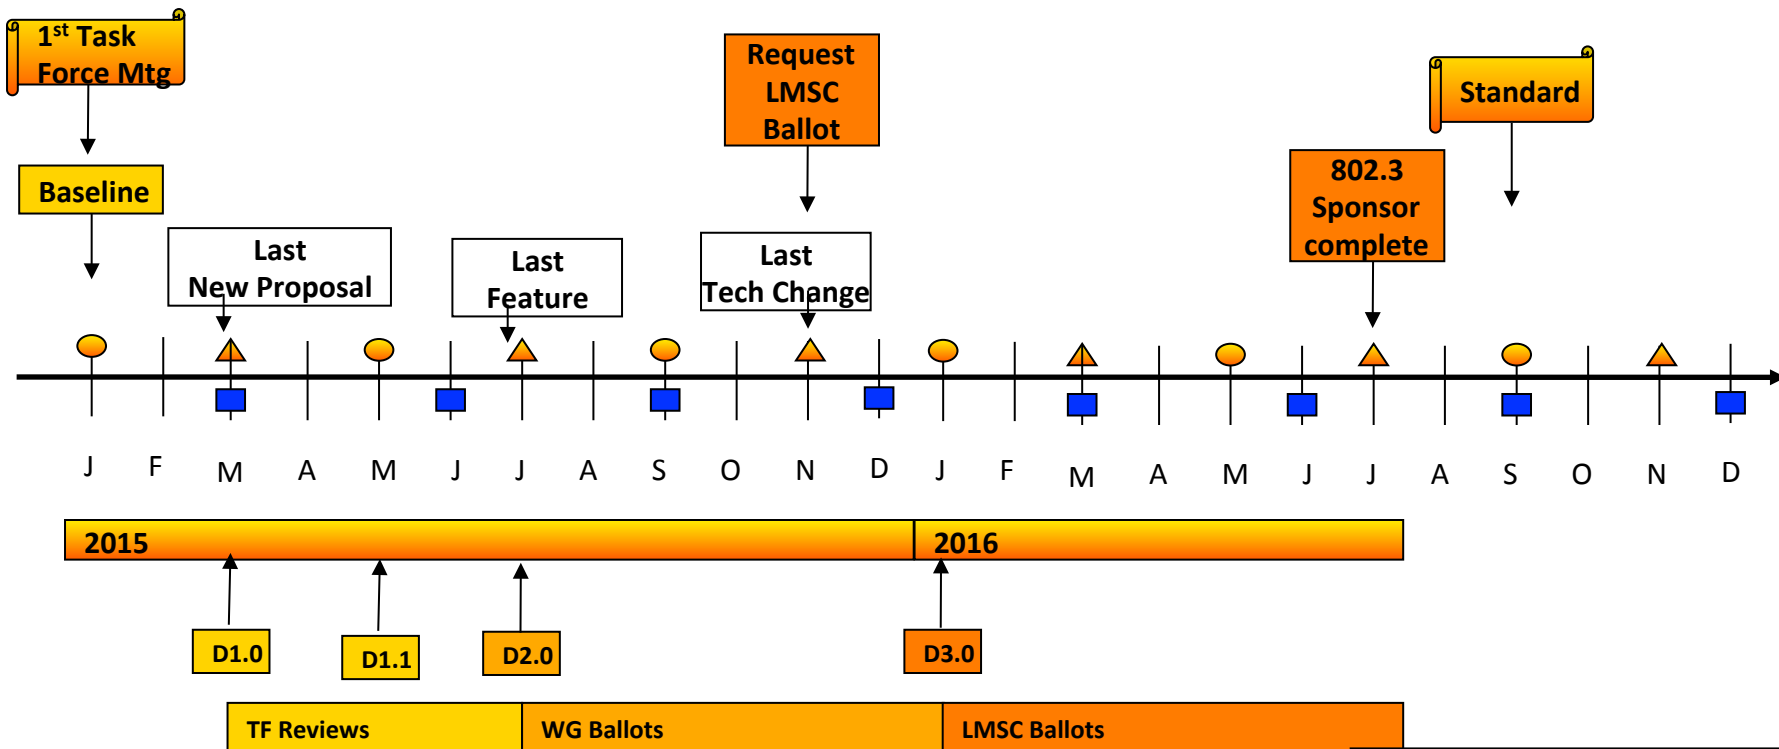 1st Task
Force Mtg
Baseline
Last
New Proposal
Last
Feature
Request
LMSC
Ballot
Last
Tech Change
802.3
Sponsor
complete
Standard
J F M A M J J A S O N D J F M A M J J A S O N D
2015 2016
D1.0 D1.1 D2.0 D3.0
TF Reviews WG Ballots LMSC Ballots